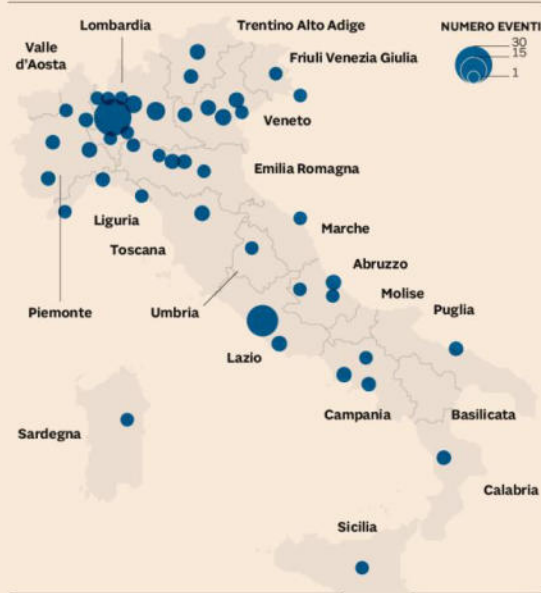 Lombardia
Trentino Alto Adige
NUMERO EVENTI
30
15
1
Valle
d'Aosta
Friuli Venezia Giulia
Veneto
Emilia Romagna
Liguria
Marche
Toscana
Abruzzo
Piemonte
Umbria
Molise
Puglia
Lazio
Campania
Basilicata
Sardegna
Calabria
Sicilia